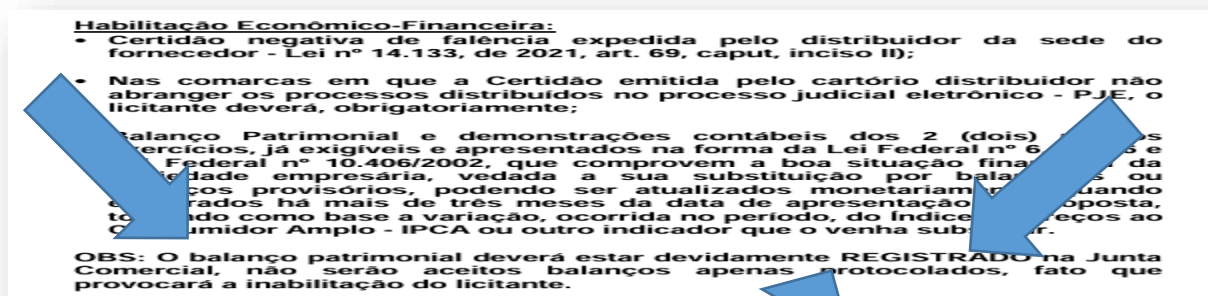 Habilitação Econômico-Financeira:
• Certidão negativa de falência expedida pelo distribuidor da sede do
fornecedor - Lei nº 14.133, de 2021, art. 69, caput, inciso II);
• Nas comarcas em que a Certidão emitida pelo cartório distribuidor não
abranger os processos distribuídos no processo judicial eletrônico - PJE, o
licitante deverá, obrigatoriamente;
Balanço Patrimonial e demonstrações contábeis dos 2 (dois)
exercícios, já exigíveis e apresentados na forma da Lei Federal nº e
Federal nº 10.406/2002, que comprovem a boa situação da
empresária, vedada a sua substituição por ou
provisórios, podendo ser atualizados
há mais de três meses da data de apresentação
como base a variação, ocorrida no período, do Índice ao
Amplo - IPCA ou outro indicador que o venha
OBS: O balanço patrimonial deverá estar devidamente REGISTRADO na Junta
Comercial, não serão aceitos balanços apenas protocolados, fato que
provocará a inabilitação do licitante.